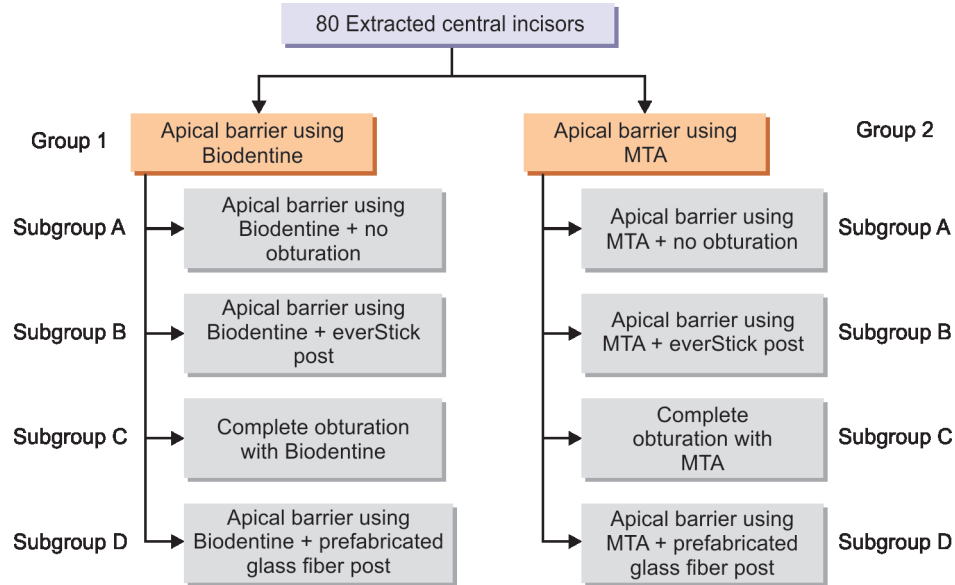 80 Extracted central incisors
Group 1
Apical barrier using
Biodentine
Apical barrier using
MTA
Group 2
Subgroup A
Apical barrier using
Biodentine + no
obturation
Apical barrier using
MTA + no obturation
Subgroup A
Subgroup B
Apical barrier using
Biodentine + everStick
post
Apical barrier using
MTA + everStick post
Subgroup B
Subgroup C
Complete obturation
with Biodentine
Complete
obturation with
MTA
Subgroup C
Subgroup D
Apical barrier using
Biodentine + prefabricated
glass fiber post
Apical barrier using
MTA + prefabricated
glass fiber post
Subgroup D